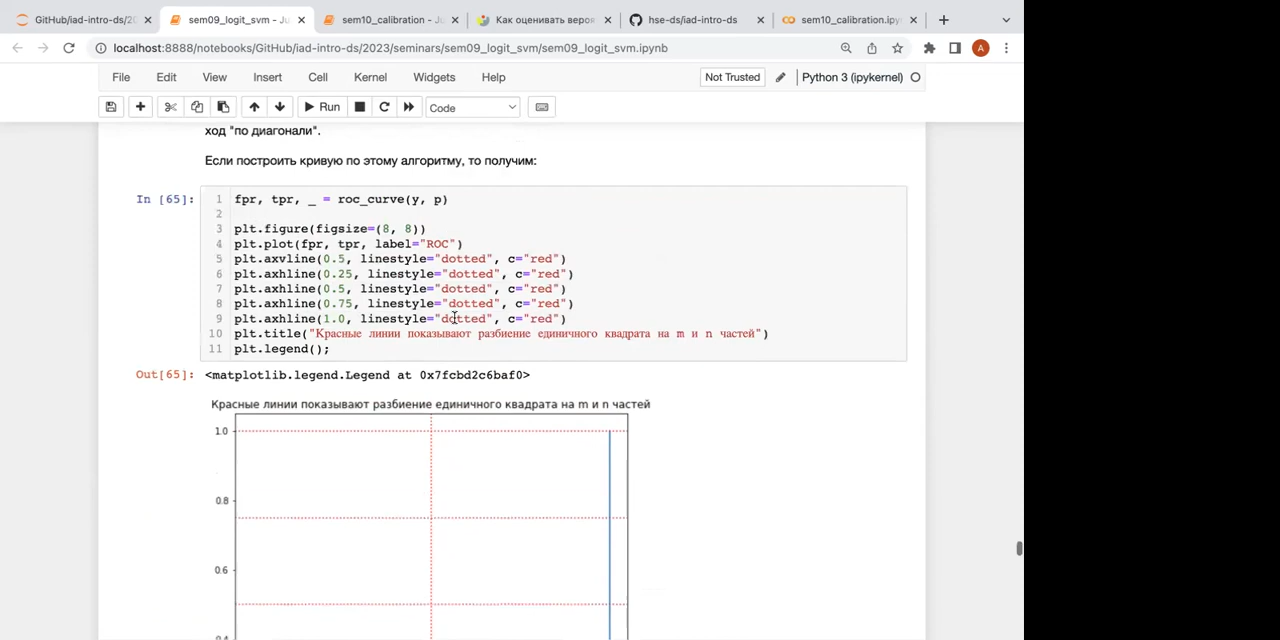 GitHub/iad-intro-ds/2
sem09_logit_svm - Ju
sem10_calibration - Ju
Как оценивать веро
hse-ds/iad-intro-ds
sem10_calibration.ipy
localhost:8888/notebooks/GitHub/iad-intro-ds/2023/seminars/sem09_logit_svm/sem09_logit_svm.ipynb
A
File Edit View Insert Cell Kernel Widgets Help
Not Trusted
Python 3 (ipykernel)
Run
Code
ход "по диагонали".
Если построить кривую по этому алгоритму, то получим:
In [65]:
1 fpr, tpr, _ = roc_curve(y, p)
2
3 plt.figure(figsize=(8, 8))
4 plt.plot(fpr, tpr, label="ROC")
5 plt.axvline(0.5, linestyle="dotted", c="red")
6 plt.axhline(0.25, linestyle="dotted", c="red")
7 plt.axhline(0.5, linestyle="dotted", c="red")
8 plt.axhline(0.75, linestyle="dotted", c="red")
9 plt.axhline(1.0, linestyle="dotted", c="red")
10 plt.title("Красные линии показывают разбиение единичного квадрата на m и n частей")
11 plt.legend();
Out[65]: <matplotlib.legend.Legend at 0x7fcbd2c6baf0>
Красные линии показывают разбиение единичного квадрата на m и n частей
1.0
0.8
0.6